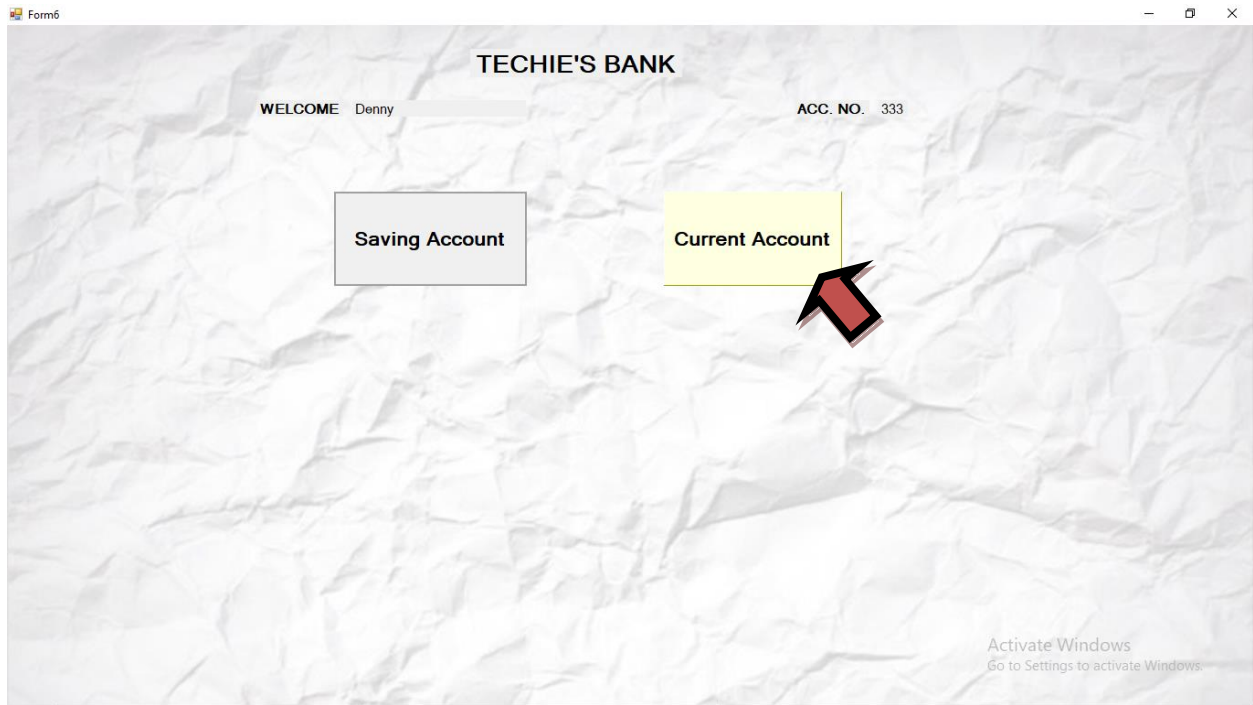 Form6
TECHIE'S BANK
WELCOME Denny ACC. NO. 333
Saving Account Current Account
Activate Windows
Go to Settings to activate Windows.